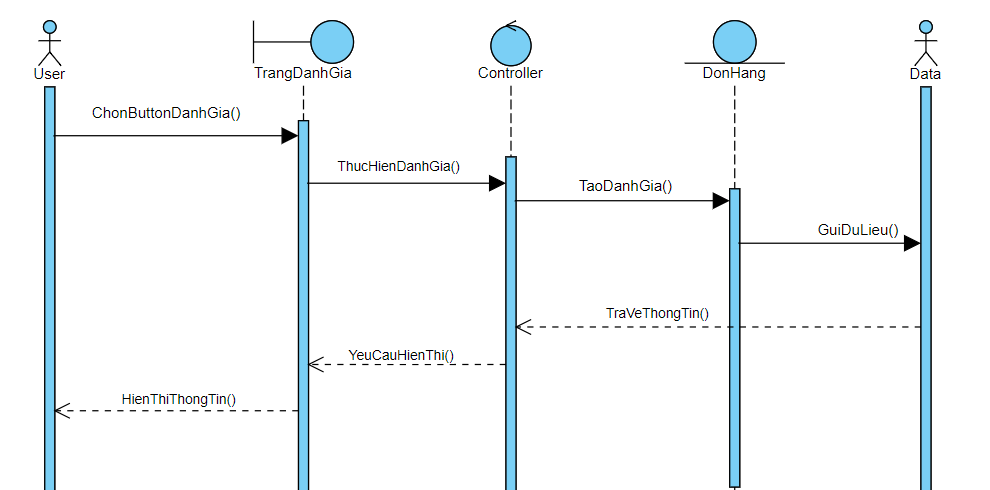 User
TrangDanhGia
Controller
DonHang
Data
ChonButtonDanhGia()
ThucHienDanhGia()
TaoDanhGia()
GuiDuLieu()
TraVeThongTin()
YeuCauHienThi()
HienThiThongTin()